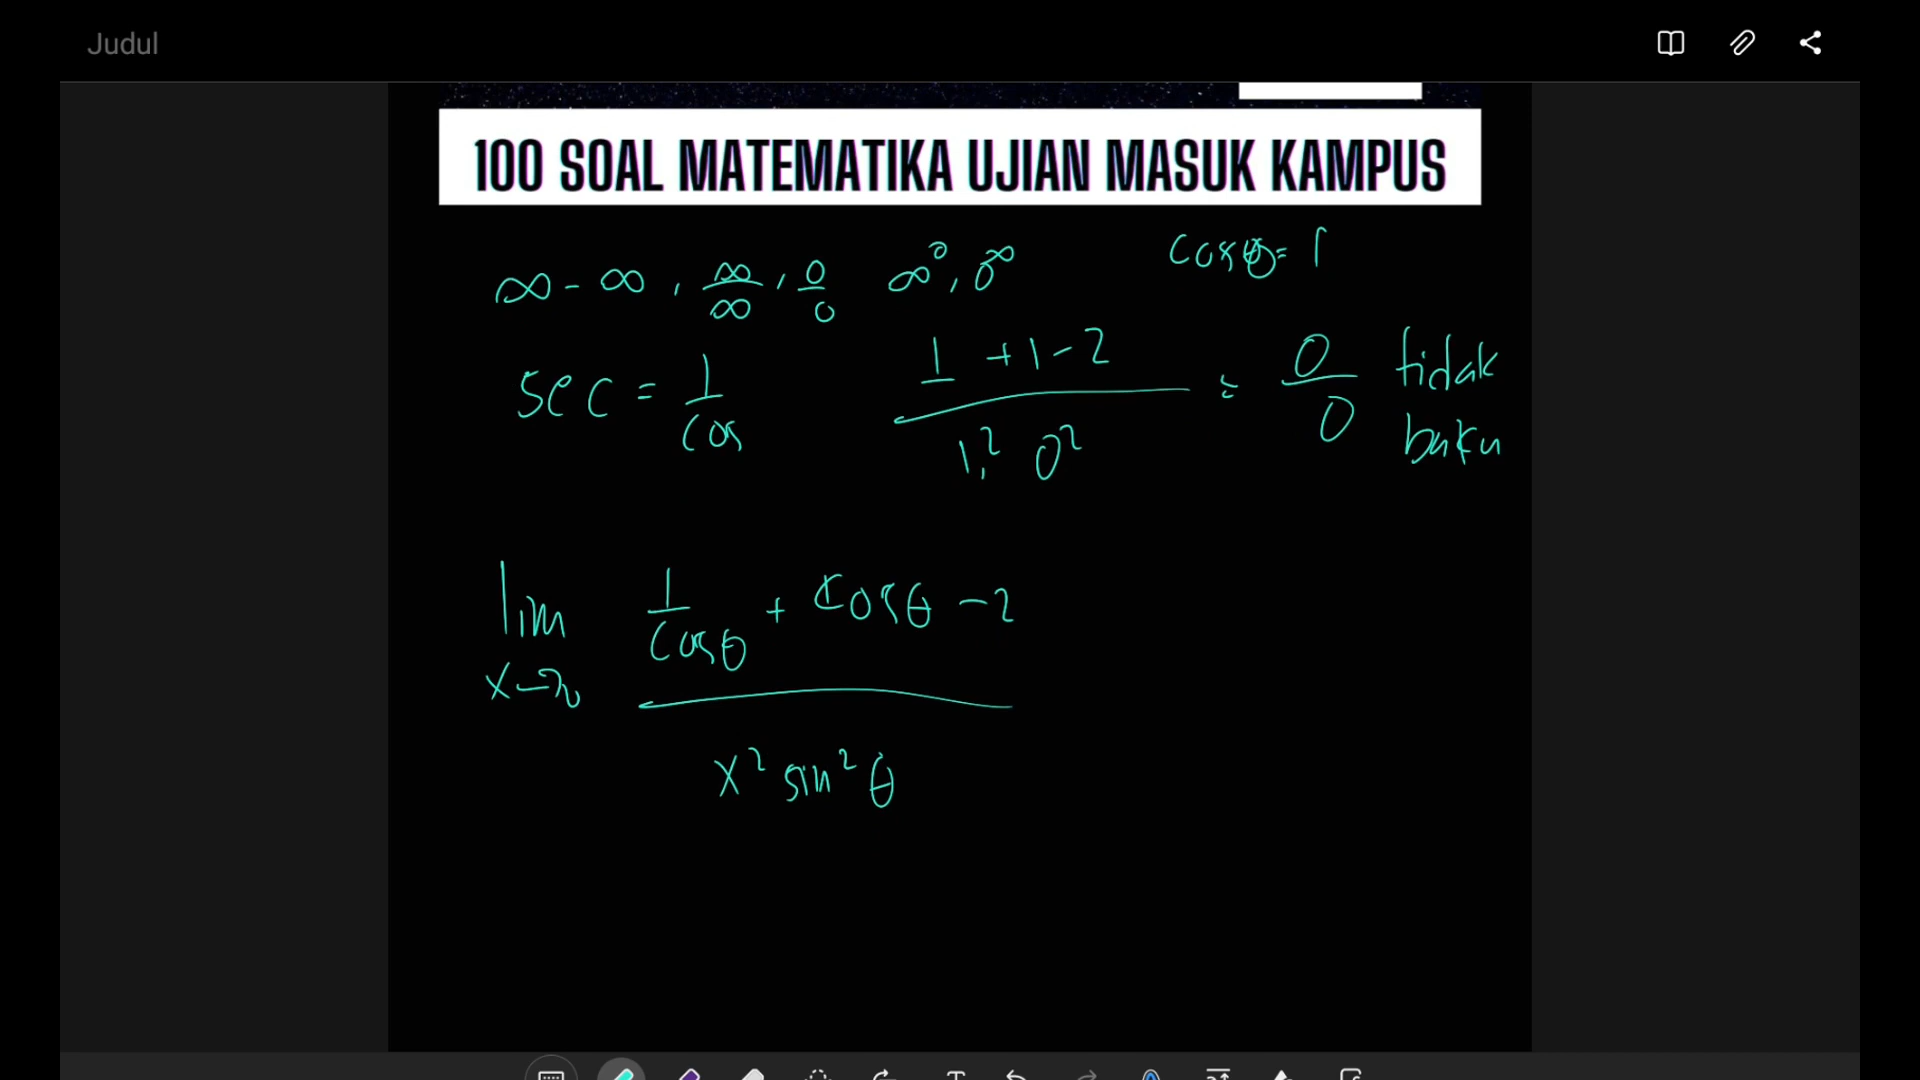 Judul
100 SOAL MATEMATIKA UJIAN MASUK KAMPUS
∞ - ∞ , ∞/∞ , 0/0 ∞^0 , 0^∞
cos θ = 1
sec = 1/cos
(1 + 1 - 2)/(1.² 0²) = 0/0 tidak baku
lim x→0 (1/cos θ + cos θ - 2)/(x² sin² θ)